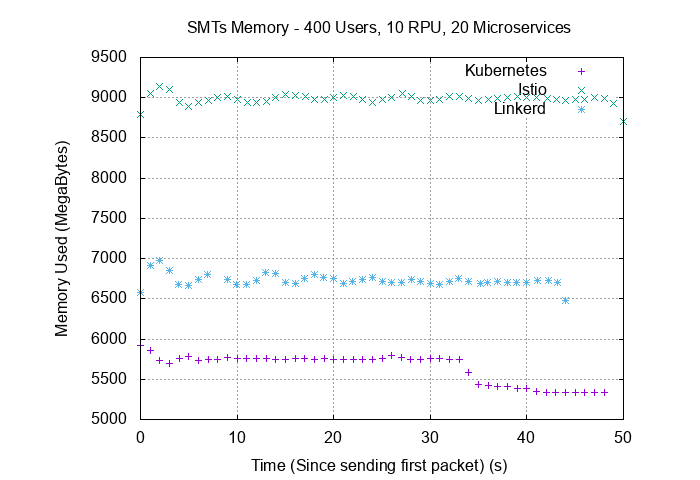 SMTs Memory - 400 Users, 10 RPU, 20 Microservices
9500
9000
8500
8000
7500
7000
6500
6000
5500
5000
Memory Used (MegaBytes)
Kubernetes
Istio
Linkerd
0 10 20 30 40 50
Time (Since sending first packet) (s)